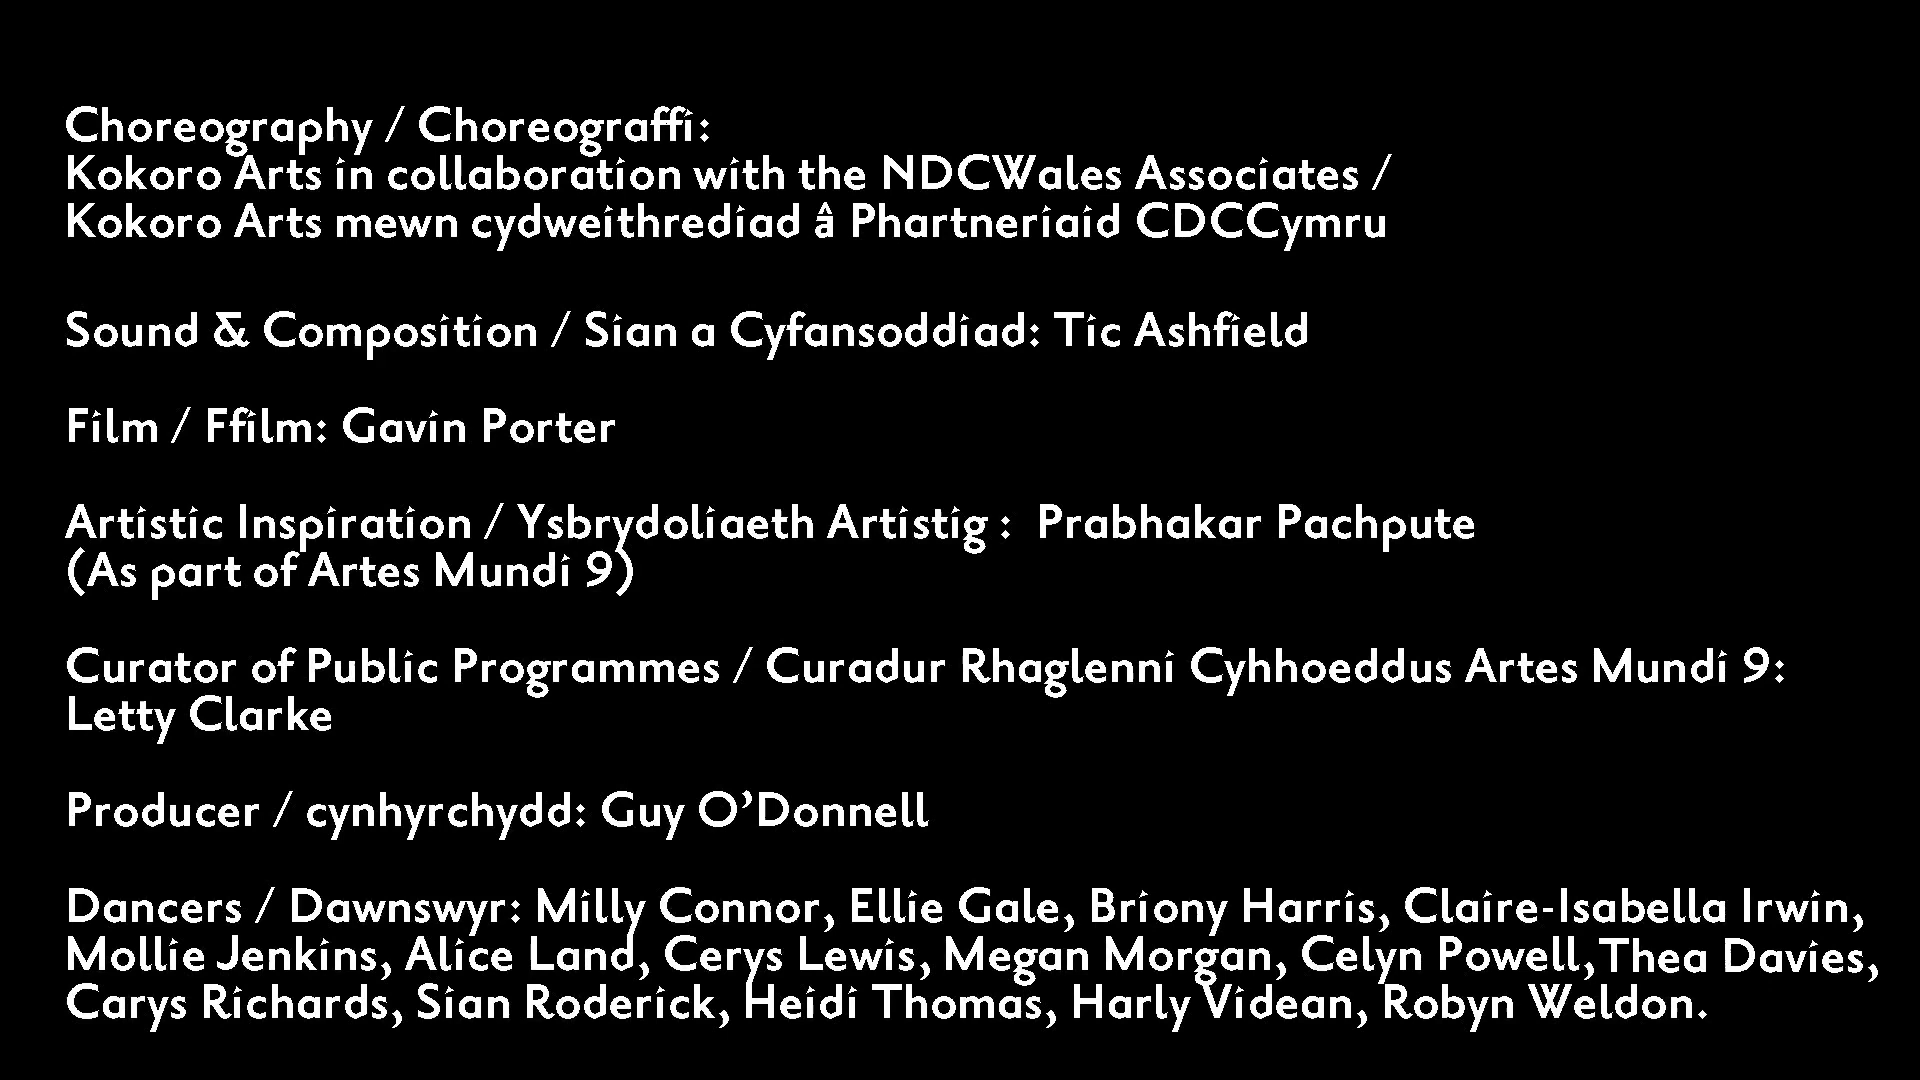 Choreography / Choreograffi:
Kokoro Arts in collaboration with the NDCWales Associates /
Kokoro Arts mewn cydweithrediad â Phartneriaid CDCCymru
Sound & Composition / Sian a Cyfansoddiad: Tic Ashfield
Film / Ffilm: Gavin Porter
Artistic Inspiration / Ysbrydoliaeth Artistig :  Prabhakar Pachpute
(As part of Artes Mundi 9)
Curator of Public Programmes / Curadur Rhaglenni Cyhhoeddus Artes Mundi 9:
Letty Clarke
Producer / cynhyrchydd: Guy O’Donnell
Dancers / Dawnswyr: Milly Connor, Ellie Gale, Briony Harris, Claire-Isabella Irwin,
Mollie Jenkins, Alice Land, Cerys Lewis, Megan Morgan, Celyn Powell,Thea Davies,
Carys Richards, Sian Roderick, Heidi Thomas, Harly Videan, Robyn Weldon.